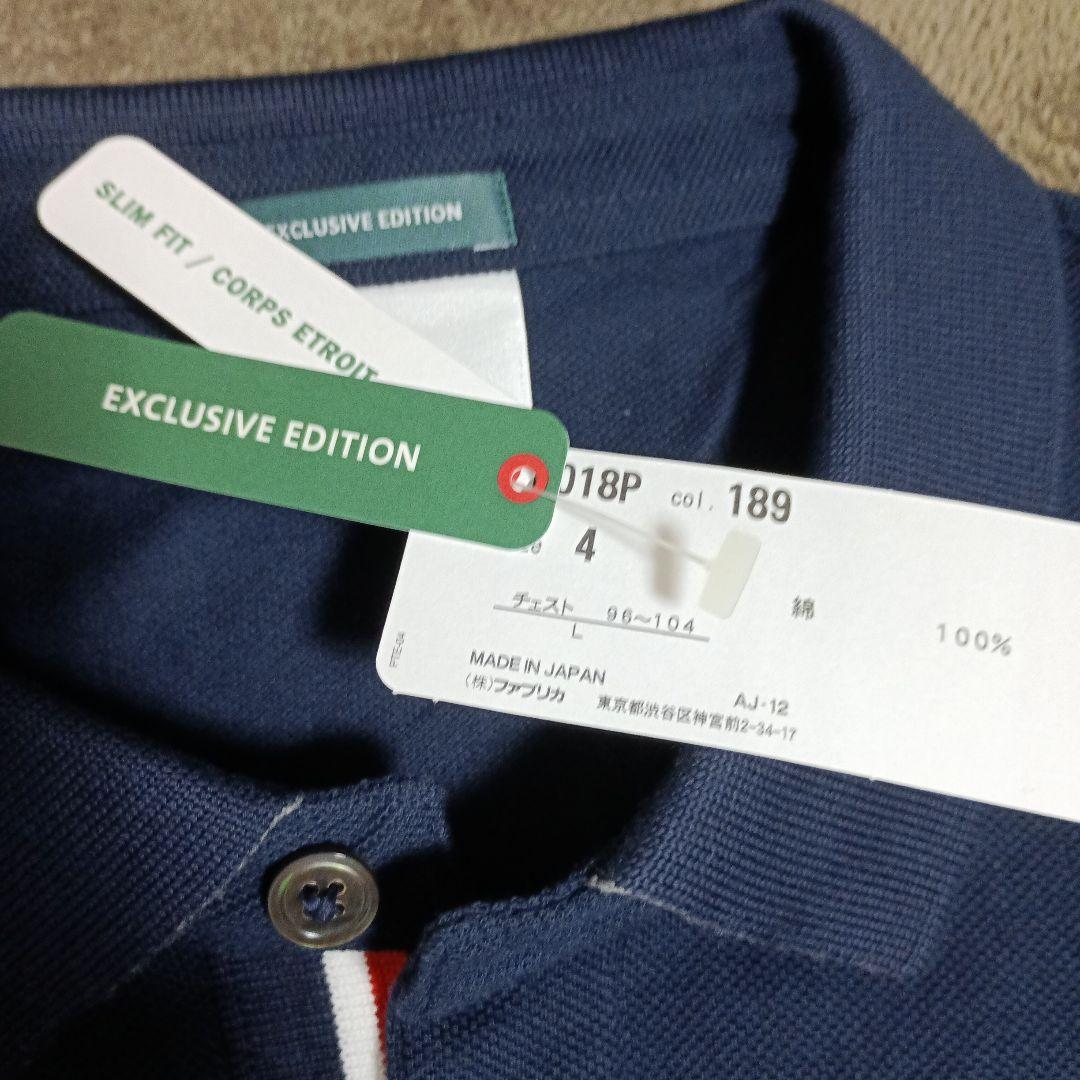 SLIM FIT / CORPS ETROIT
EXCLUSIVE EDITION
EXCLUSIVE EDITION
018P col. 189
4
チェスト 96~104
L
綿 100%
PTE-04
MADE IN JAPAN
(株)ファブリカ 東京都渋谷区神宮前2-34-17
AJ-12